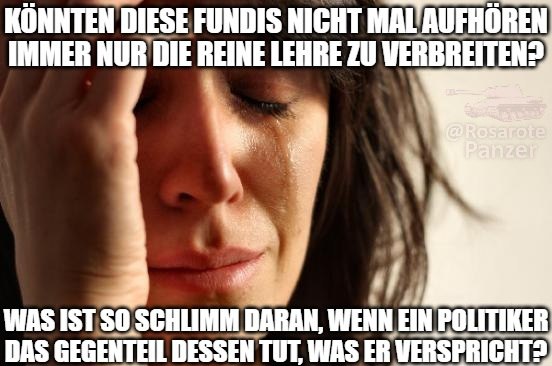 KÖNNTEN DIESE FUNDIS NICHT MAL AUFHÖREN
IMMER NUR DIE REINE LEHRE ZU VERBREITEN?
@Rosarote
Panzer
WAS IST SO SCHLIMM DARAN, WENN EIN POLITIKER
DAS GEGENTEIL DESSEN TUT, WAS ER VERSPRICHT?